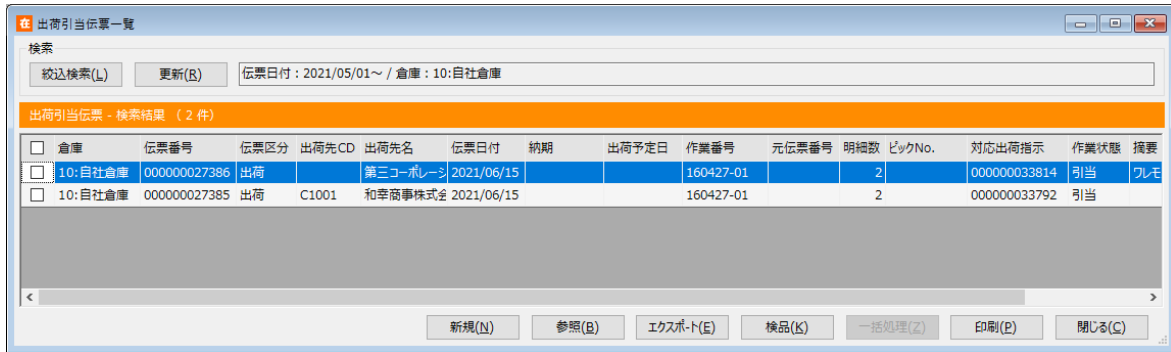 在 出荷引当伝票一覧
検索
絞込検索(L) 更新(R) 伝票日付：2021/05/01～ / 倉庫：10:自社倉庫
出荷引当伝票 - 検索結果 （ 2 件）
倉庫 伝票番号 伝票区分 出荷先CD 出荷先名 伝票日付 納期 出荷予定日 作業番号 元伝票番号 明細数 ピックNo. 対応出荷指示 作業状態 摘要
10:自社倉庫 000000027386 出荷 第三コーポレーシ 2021/06/15 160427-01 2 000000033814 引当 ワレモ
10:自社倉庫 000000027385 出荷 C1001 和幸商事株式会 2021/06/15 160427-01 2 000000033792 引当
新規(N) 参照(B) エクスポート(E) 検品(K) 一括処理(Z) 印刷(P) 閉じる(C)